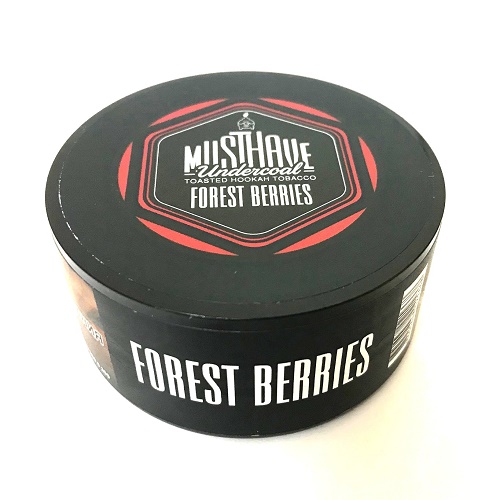 MUSTHAVE
Undercoal
TOASTED HOOKAH TOBACCO
FOREST BERRIES
FOREST BERRIES